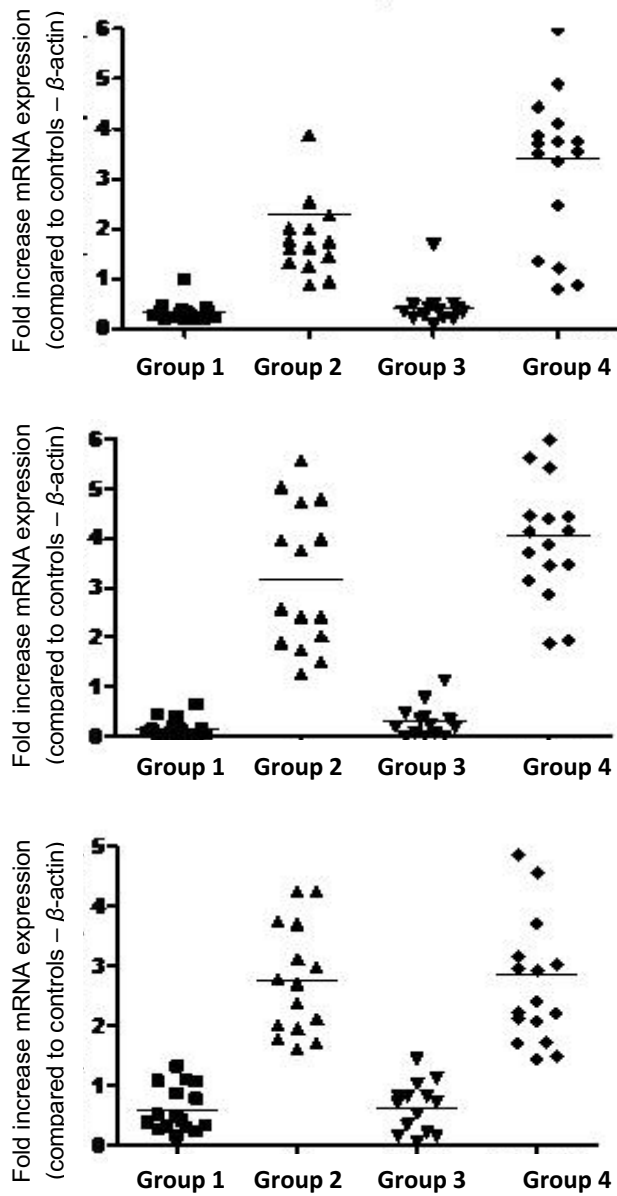 Fold increase mRNA expression
(compared to controls – β-actin)
6
5
4
3
2
1
0
Group 1 Group 2 Group 3 Group 4
Fold increase mRNA expression
(compared to controls – β-actin)
6
5
4
3
2
1
0
Group 1 Group 2 Group 3 Group 4
Fold increase mRNA expression
(compared to controls – β-actin)
5
4
3
2
1
0
Group 1 Group 2 Group 3 Group 4